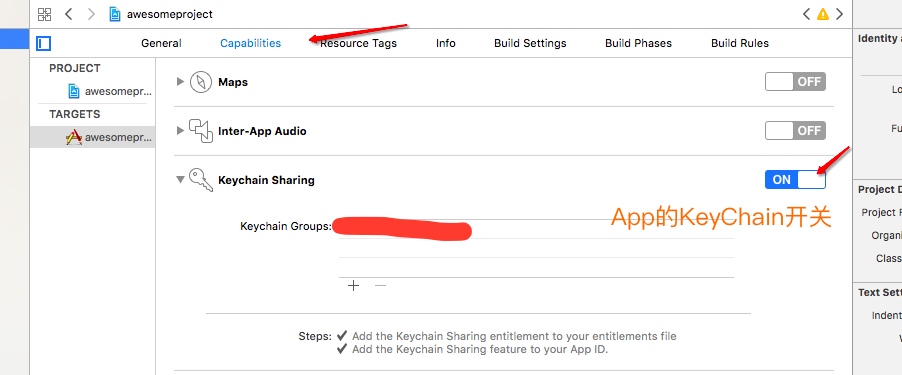 awesomeproject
General Capabilities Resource Tags Info Build Settings Build Phases Build Rules
Identity a
PROJECT
awesomepr...
TARGETS
awesomepr...
Maps OFF
Inter-App Audio OFF
Keychain Sharing ON
App的KeyChain开关
Keychain Groups:
+ −
Steps: ✔ Add the Keychain Sharing entitlement to your entitlements file
✔ Add the Keychain Sharing feature to your App ID.
Lo
Fu
Project D
Project F
Organi
Class
Text Sett
Indent